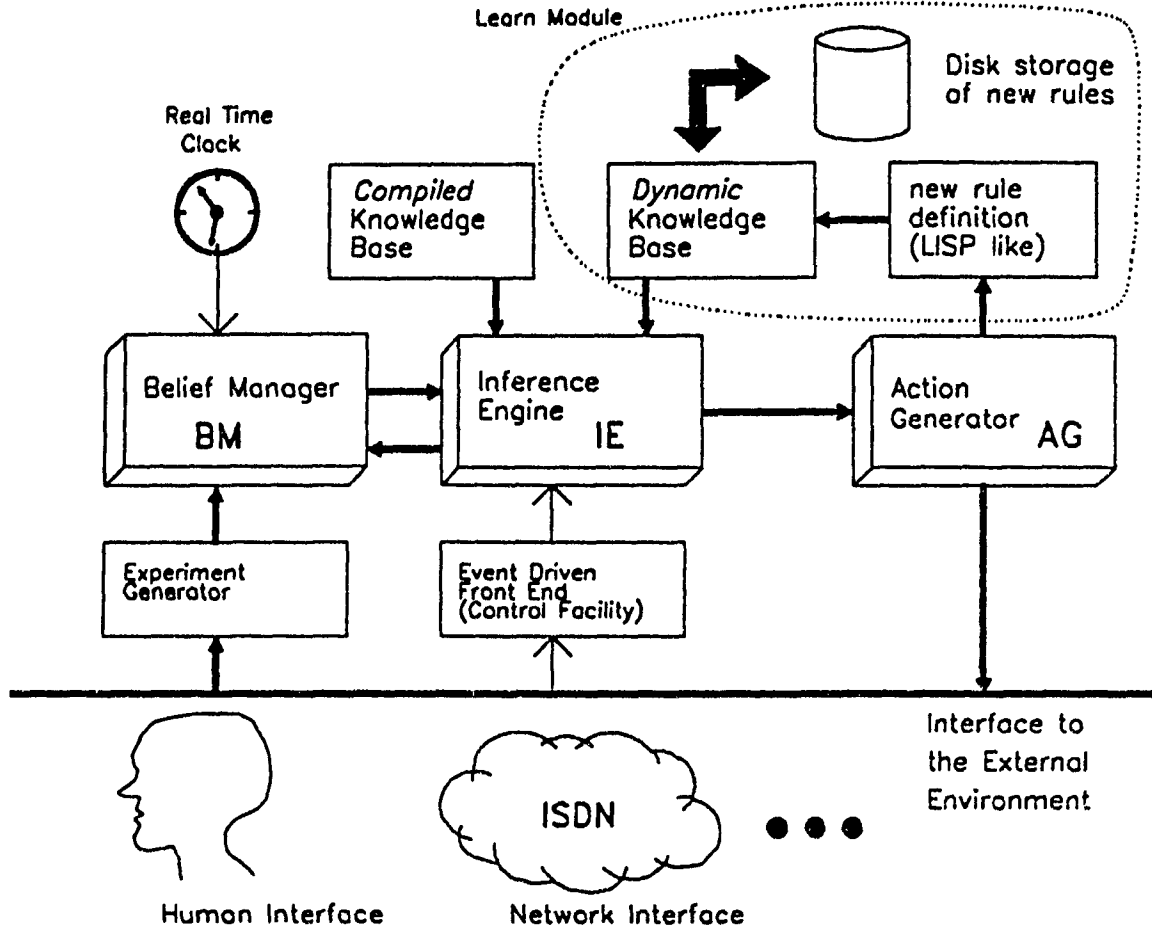 Learn Module
Disk storage
of new rules
Real Time
Clock
Compiled
Knowledge
Base
Dynamic
Knowledge
Base
new rule
definition
(LISP like)
Belief Manager
BM
Inference
Engine
IE
Action
Generator
AG
Experiment
Generator
Event Driven
Front End
(Control Facility)
Interface to
the External
Environment
ISDN
Human Interface
Network Interface